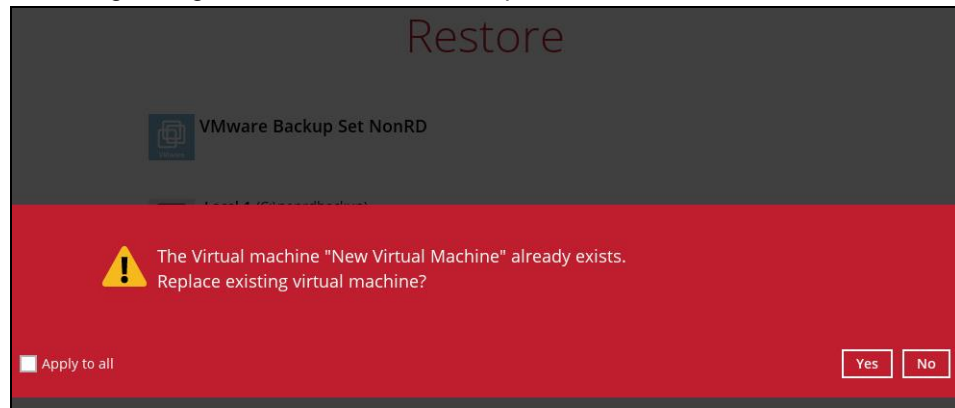 Restore
VMware Backup Set NonRD
The Virtual machine "New Virtual Machine" already exists.
Replace existing virtual machine?
Apply to all
Yes
No